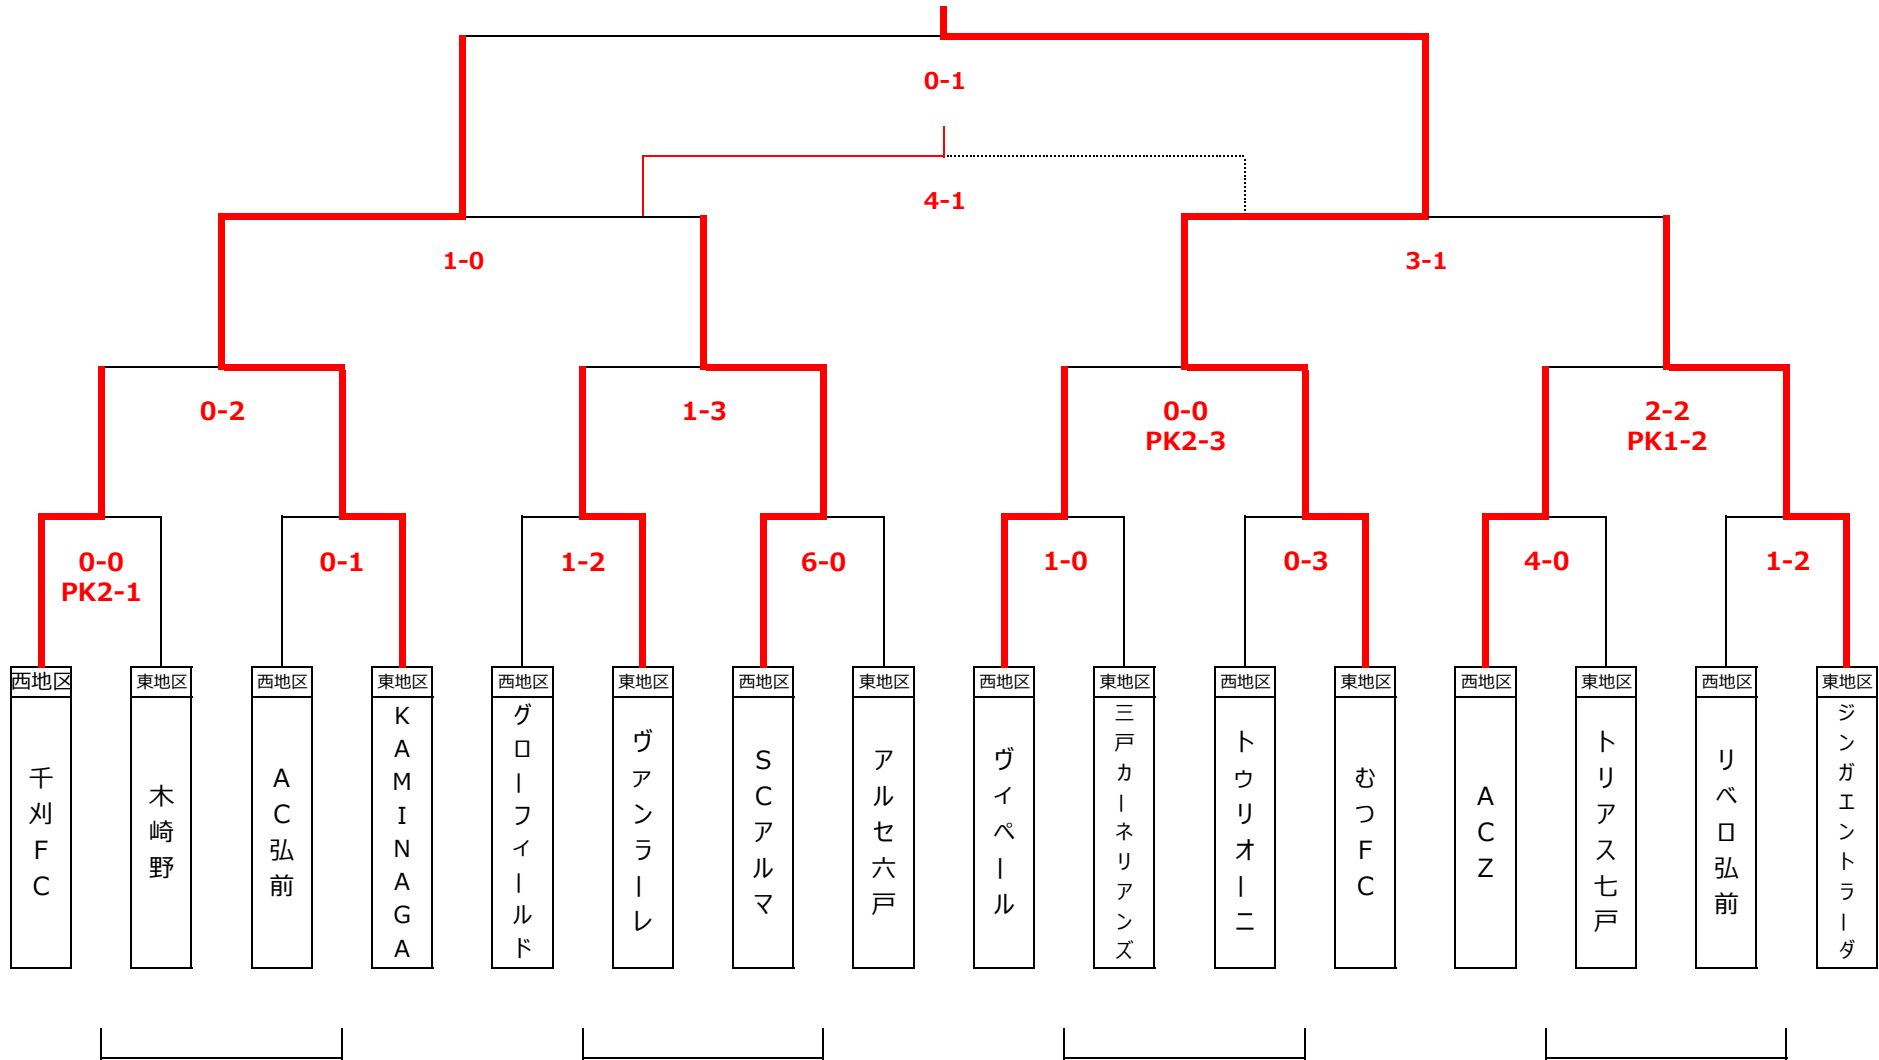 0-1
4-1
1-0
3-1
0-2
1-3
0-0
PK2-3
2-2
PK1-2
0-0
PK2-1
0-1
1-2
6-0
1-0
0-3
4-0
1-2
西地区
東地区
西地区
東地区
西地区
東地区
西地区
東地区
西地区
東地区
西地区
東地区
西地区
東地区
西地区
東地区
千刈FC
木崎野
AC弘前
KAMINAGA
グローフィールド
ヴァンラーレ
SCアルマ
アルセ六戸
ヴィペール
三戸カーネリアンズ
トゥリオーニ
むつFC
ACZ
トリアス七戸
リベロ弘前
ジンガエントラーダ